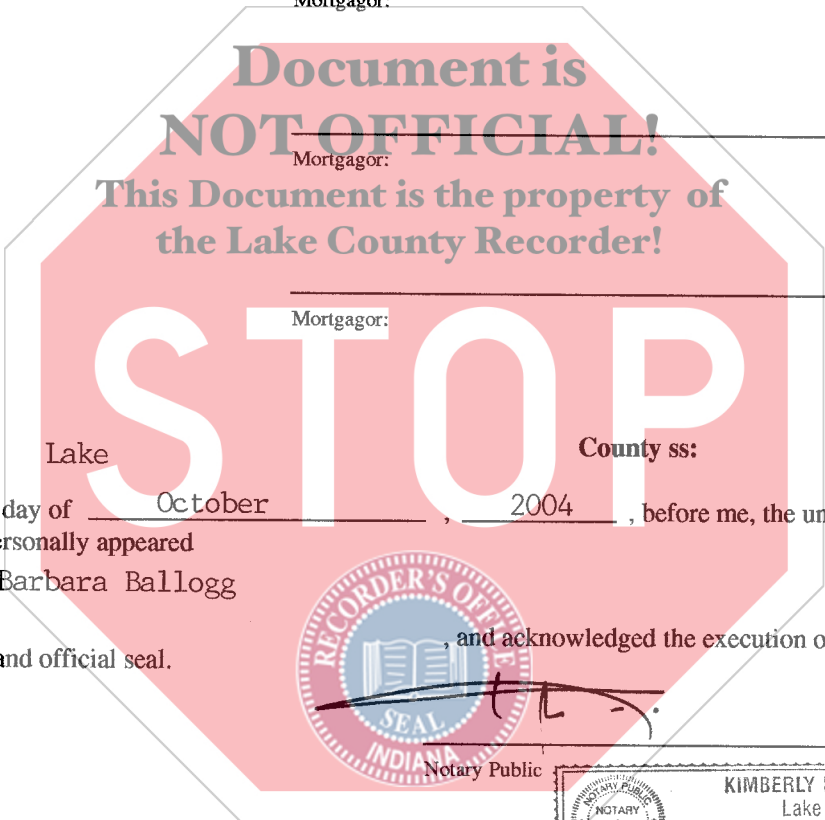 Mortgagor:
Document is
NOT OFFICIAL!
Mortgagor:
This Document is the property of
the Lake County Recorder!
STOP
Mortgagor:
Lake County ss:
day of October , 2004 , before me, the un
ersonally appeared
Barbara Ballogg
RECORDER'S OFFICE
, and acknowledged the execution o
and official seal.
SEAL
INDIANA
Notary Public
KIMBERLY
Lake
NOTARY PUBLIC
NOTARY